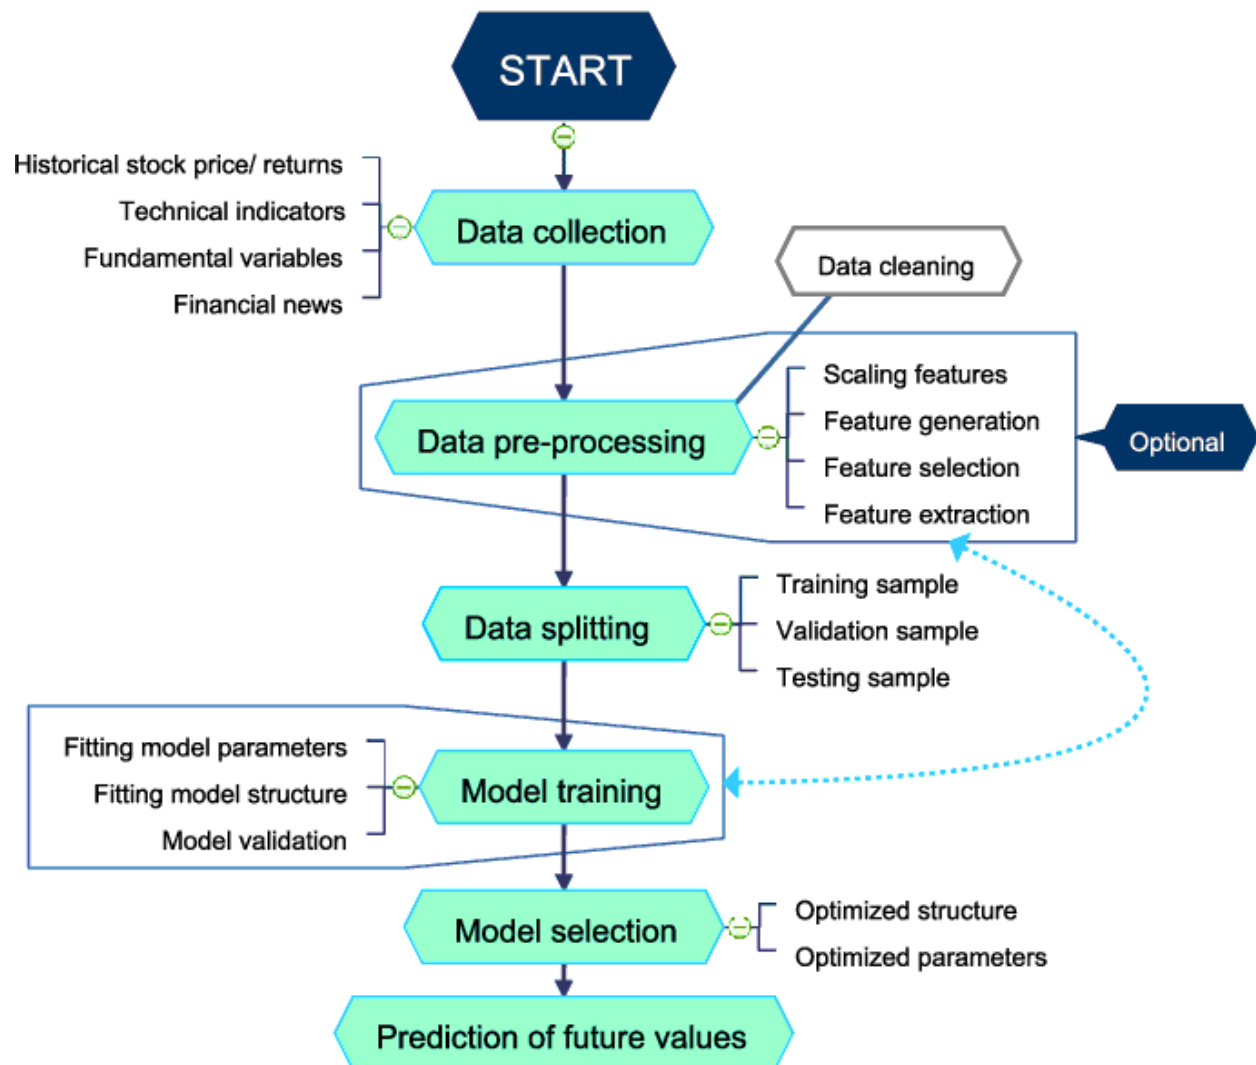 START
Historical stock price/ returns
Technical indicators
Fundamental variables
Financial news
Data collection
Data cleaning
Data pre-processing
Scaling features
Feature generation
Feature selection
Feature extraction
Optional
Data splitting
Training sample
Validation sample
Testing sample
Fitting model parameters
Fitting model structure
Model validation
Model training
Model selection
Optimized structure
Optimized parameters
Prediction of future values